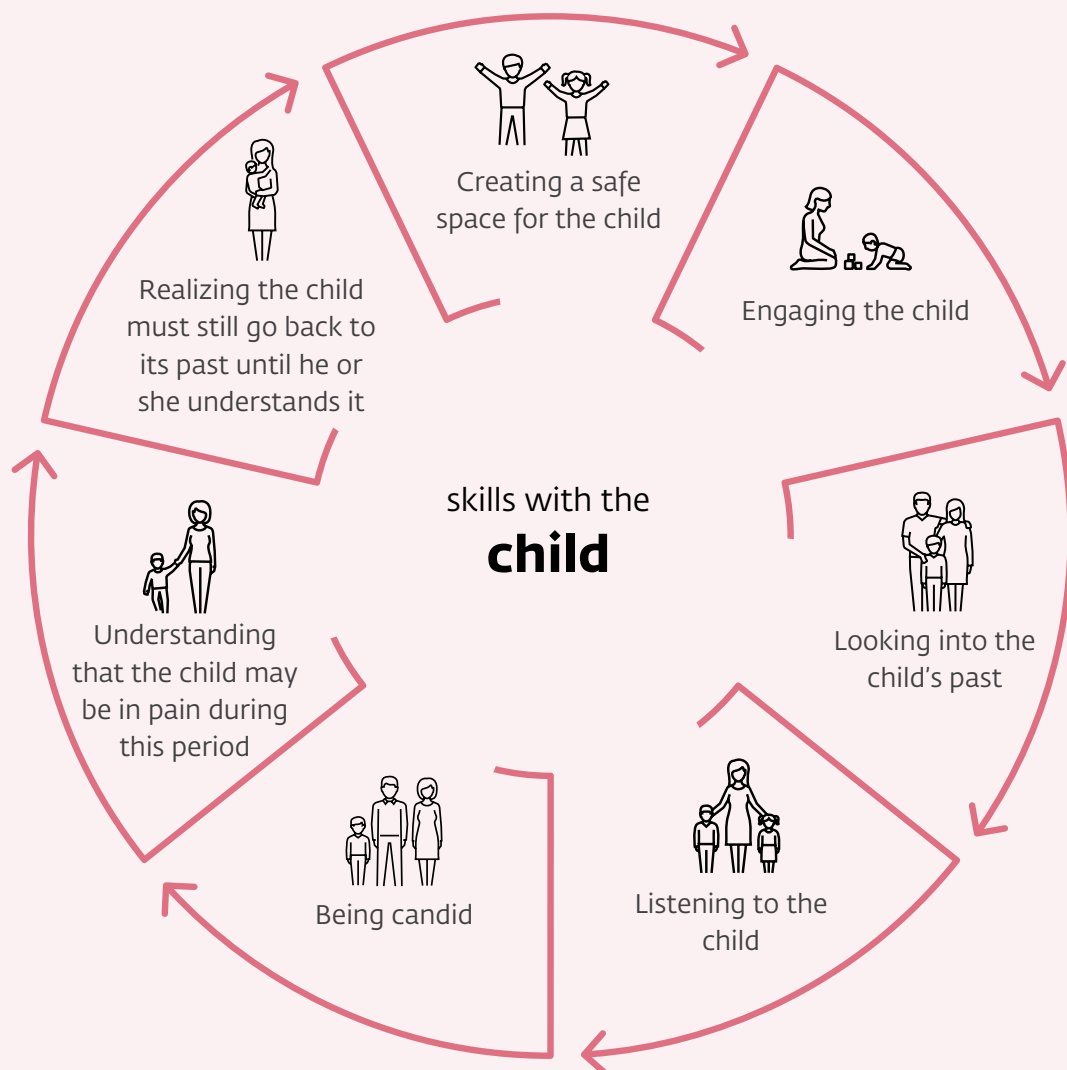 Creating a safe
space for the child
Engaging the child
Looking into the
child's past
Listening to the
child
Being candid
Understanding
that the child may
be in pain during
this period
Realizing the child
must still go back to
its past until he or
she understands it
skills with the
child